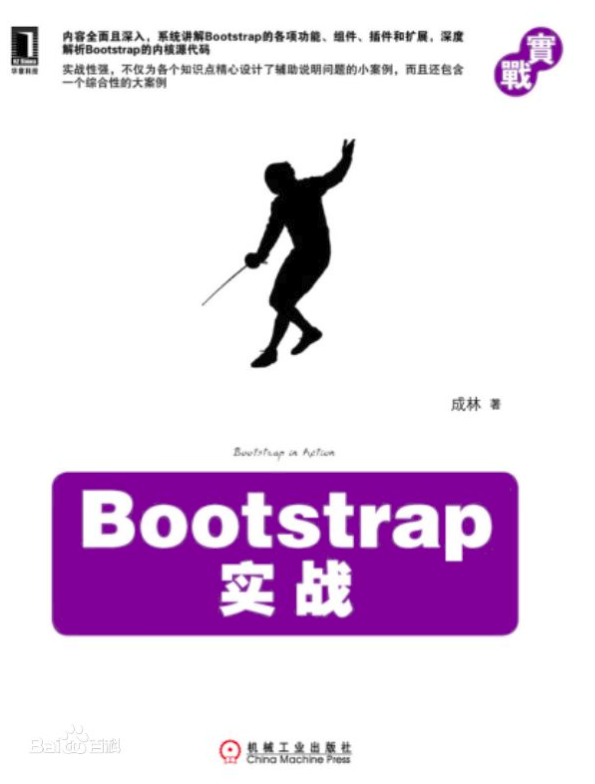 内容全面且深入，系统讲解Bootstrap的各项功能、组件、插件和扩展，深度
解析Bootstrap的内核源代码
实战性强，不仅为各个知识点精心设计了辅助说明问题的小案例，而且还包含
一个综合性的大案例
HZ Books
华章科技
實
戰
成林 著
Bootstrap in Action
Bootstrap
实战
Bai百科
机械工业出版社
China Machine Press